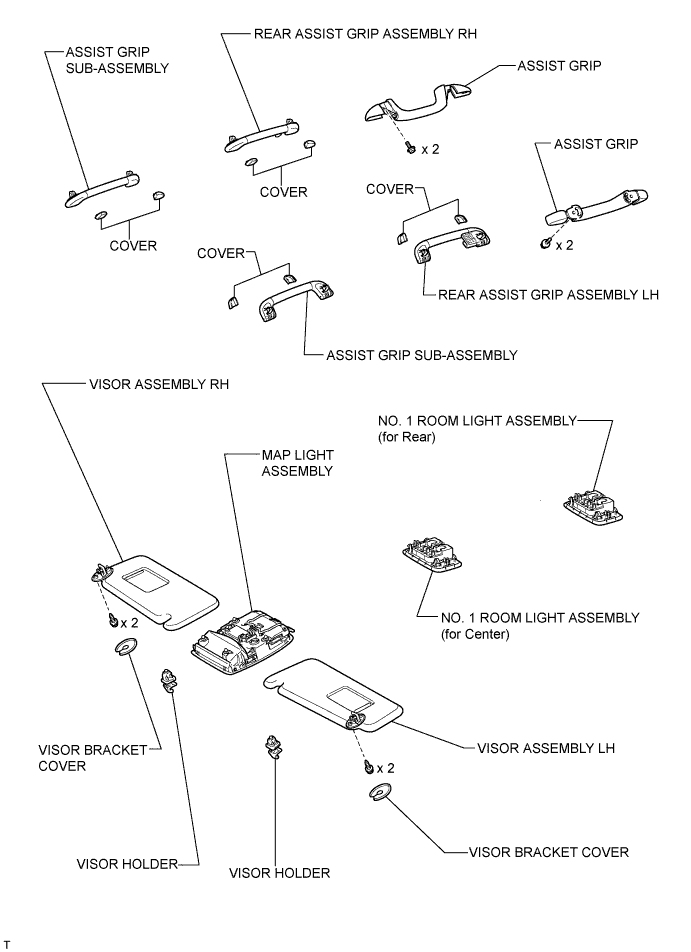 REAR ASSIST GRIP ASSEMBLY RH
ASSIST GRIP
SUB-ASSEMBLY
ASSIST GRIP
x 2
ASSIST GRIP
COVER
COVER
COVER
x 2
COVER
REAR ASSIST GRIP ASSEMBLY LH
ASSIST GRIP SUB-ASSEMBLY
VISOR ASSEMBLY RH
NO. 1 ROOM LIGHT ASSEMBLY
(for Rear)
MAP LIGHT
ASSEMBLY
x 2
NO. 1 ROOM LIGHT ASSEMBLY
(for Center)
VISOR BRACKET
COVER
VISOR ASSEMBLY LH
x 2
VISOR BRACKET COVER
VISOR HOLDER
VISOR HOLDER
T